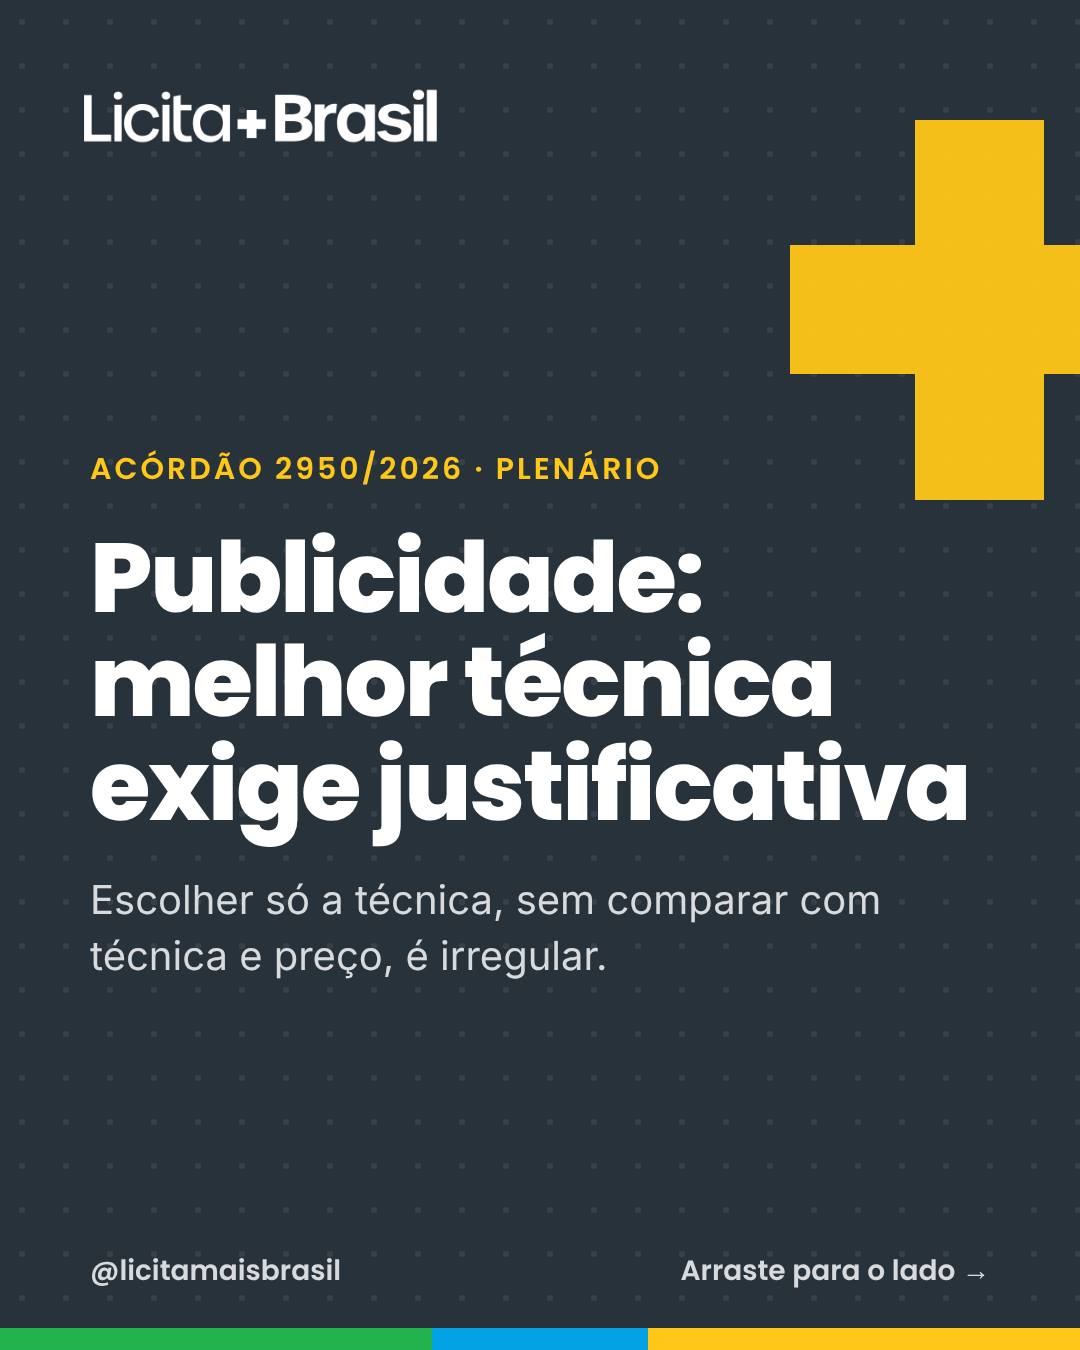 Licita+Brasil
ACÓRDÃO 2950/2026 · PLENÁRIO
Publicidade:
melhor técnica
exige justificativa
Escolher só a técnica, sem comparar com
técnica e preço, é irregular.
@licitamaisbrasil
Arraste para o lado →